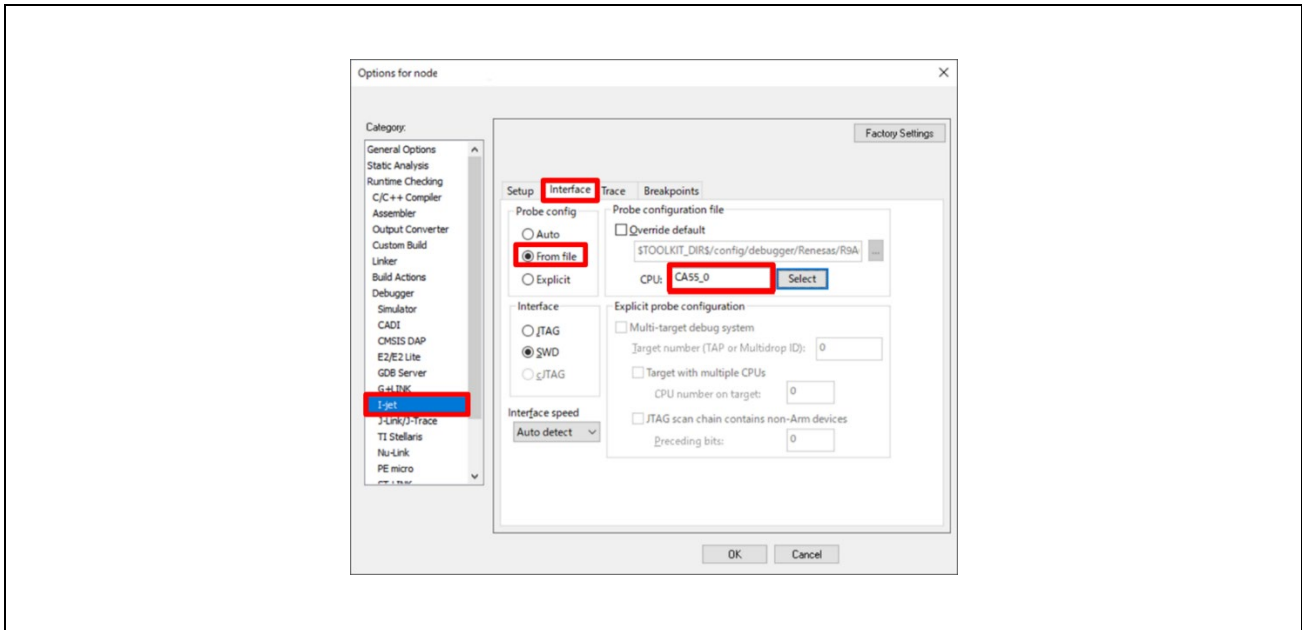 Options for node
Category:
Factory Settings
General Options
Static Analysis
Runtime Checking
C/C++ Compiler
Assembler
Output Converter
Custom Build
Linker
Build Actions
Debugger
Simulator
CADI
CMSIS DAP
E2/E2 Lite
GDB Server
G+LINK
I-jet
J-Link/J-Trace
TI Stellaris
Nu-Link
PE micro
Setup Interface Trace Breakpoints
Probe config
Auto
From file
Explicit
Probe configuration file
Override default
$TOOLKIT_DIR$/config/debugger/Renesas/R9A
...
CPU: CA55_0 Select
Interface
JTAG
SWD
cJTAG
Interface speed
Auto detect
Explicit probe configuration
Multi-target debug system
Target number (TAP or Multidrop ID): 0
Target with multiple CPUs
CPU number on target: 0
JTAG scan chain contains non-Arm devices
Preceding bits: 0
OK Cancel